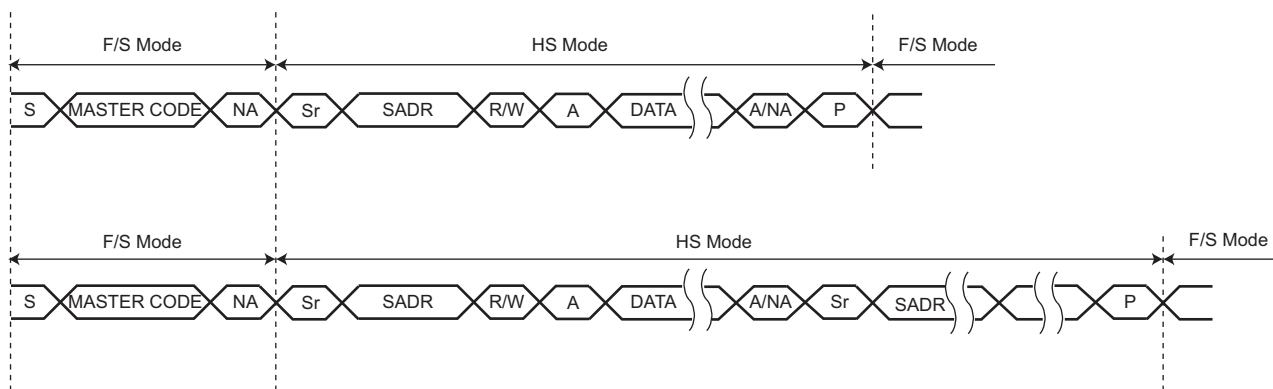 F/S Mode HS Mode F/S Mode
S MASTER CODE NA Sr SADR R/W A DATA A/NA P
F/S Mode HS Mode F/S Mode
S MASTER CODE NA Sr SADR R/W A DATA A/NA Sr SADR P